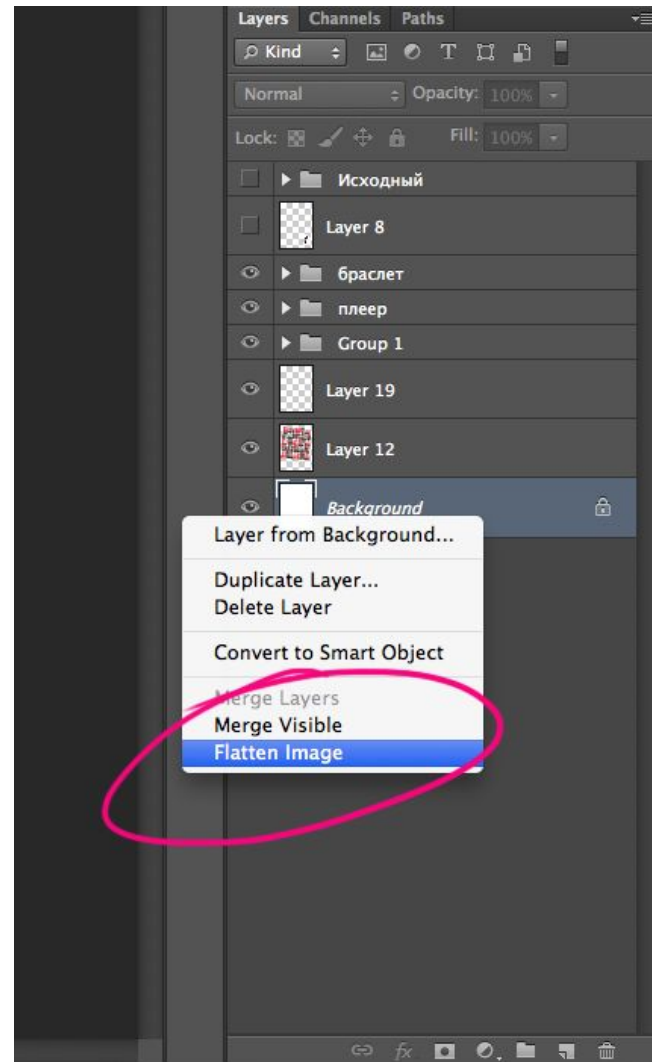 Layers Channels Paths
Kind
Normal Opacity: 100%
Lock: Fill: 100%
Исходный
Layer 8
браслет
плеер
Group 1
Layer 19
Layer 12
Background
Layer from Background...
Duplicate Layer...
Delete Layer
Convert to Smart Object
Merge Layers
Merge Visible
Flatten Image